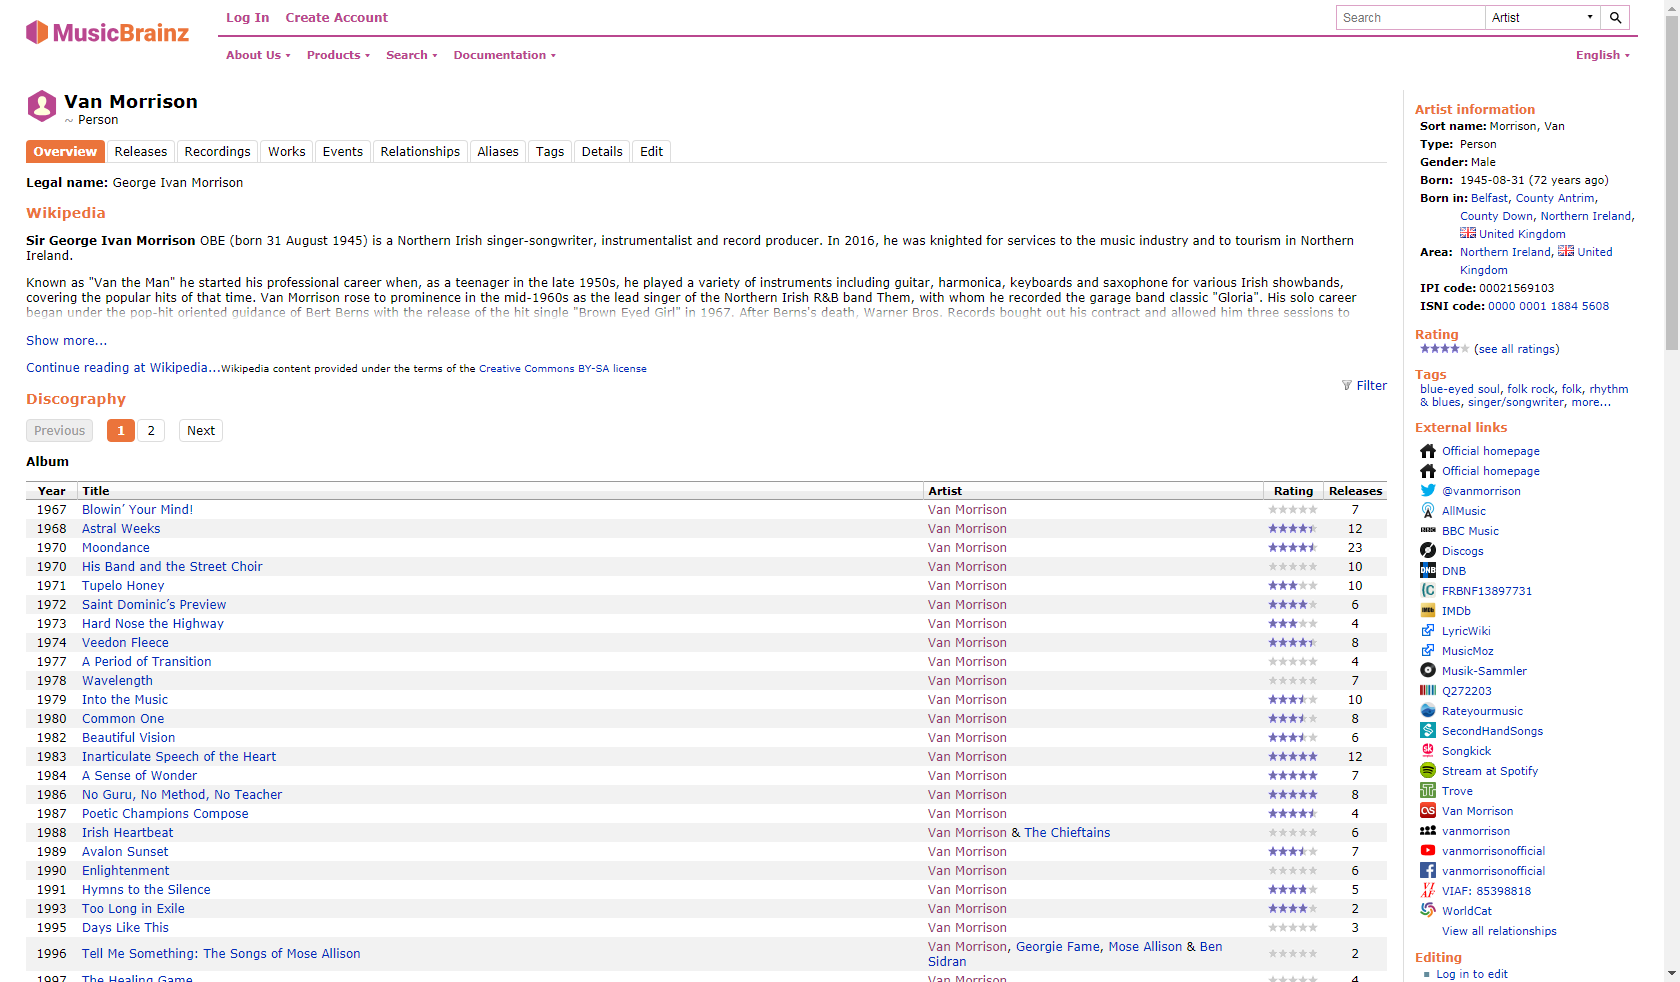 MusicBrainz
Log In Create Account
Search Artist
About Us Products Search Documentation
English
Van Morrison
~ Person
Overview Releases Recordings Works Events Relationships Aliases Tags Details Edit
Legal name: George Ivan Morrison
Wikipedia
Sir George Ivan Morrison OBE (born 31 August 1945) is a Northern Irish singer-songwriter, instrumentalist and record producer. In 2016, he was knighted for services to the music industry and to tourism in Northern
Ireland.
Known as "Van the Man" he started his professional career when, as a teenager in the late 1950s, he played a variety of instruments including guitar, harmonica, keyboards and saxophone for various Irish showbands,
covering the popular hits of that time. Van Morrison rose to prominence in the mid-1960s as the lead singer of the Northern Irish R&B band Them, with whom he recorded the garage band classic "Gloria". His solo career
began under the pop-hit oriented guidance of Bert Berns with the release of the hit single "Brown Eyed Girl" in 1967. After Berns's death, Warner Bros. Records bought out his contract and allowed him three sessions to
Show more...
Continue reading at Wikipedia...Wikipedia content provided under the terms of the Creative Commons BY-SA license
Filter
Discography
Previous 1 2 Next
Album
Year Title Artist Rating Releases
1967 Blowin’ Your Mind! Van Morrison 7
1968 Astral Weeks Van Morrison 12
1970 Moondance Van Morrison 23
1970 His Band and the Street Choir Van Morrison 10
1971 Tupelo Honey Van Morrison 10
1972 Saint Dominic’s Preview Van Morrison 6
1973 Hard Nose the Highway Van Morrison 4
1974 Veedon Fleece Van Morrison 8
1977 A Period of Transition Van Morrison 4
1978 Wavelength Van Morrison 7
1979 Into the Music Van Morrison 10
1980 Common One Van Morrison 8
1982 Beautiful Vision Van Morrison 6
1983 Inarticulate Speech of the Heart Van Morrison 12
1984 A Sense of Wonder Van Morrison 7
1986 No Guru, No Method, No Teacher Van Morrison 8
1987 Poetic Champions Compose Van Morrison 4
1988 Irish Heartbeat Van Morrison & The Chieftains 6
1989 Avalon Sunset Van Morrison 7
1990 Enlightenment Van Morrison 6
1991 Hymns to the Silence Van Morrison 5
1993 Too Long in Exile Van Morrison 2
1995 Days Like This Van Morrison 3
1996 Tell Me Something: The Songs of Mose Allison Van Morrison, Georgie Fame, Mose Allison & Ben
Sidran 2
1997 The Healing Game Van Morrison 4
Artist information
Sort name: Morrison, Van
Type: Person
Gender: Male
Born: 1945-08-31 (72 years ago)
Born in: Belfast, County Antrim,
County Down, Northern Ireland,
United Kingdom
Area: Northern Ireland, United
Kingdom
IPI code: 00021569103
ISNI code: 0000 0001 1884 5608
Rating
(see all ratings)
Tags
blue-eyed soul, folk rock, folk, rhythm
& blues, singer/songwriter, more...
External links
Official homepage
Official homepage
@vanmorrison
AllMusic
BBC Music
Discogs
DNB DNB
FRBNF13897731
IMDb IMDb
LyricWiki
MusicMoz
Musik-Sammler
Q272203
Rateyourmusic
SecondHandSongs
Songkick
Stream at Spotify
Trove
Van Morrison
vanmorrison
vanmorrisonofficial
vanmorrisonofficial
VIAF: 85398818
WorldCat
View all relationships
Editing
Log in to edit